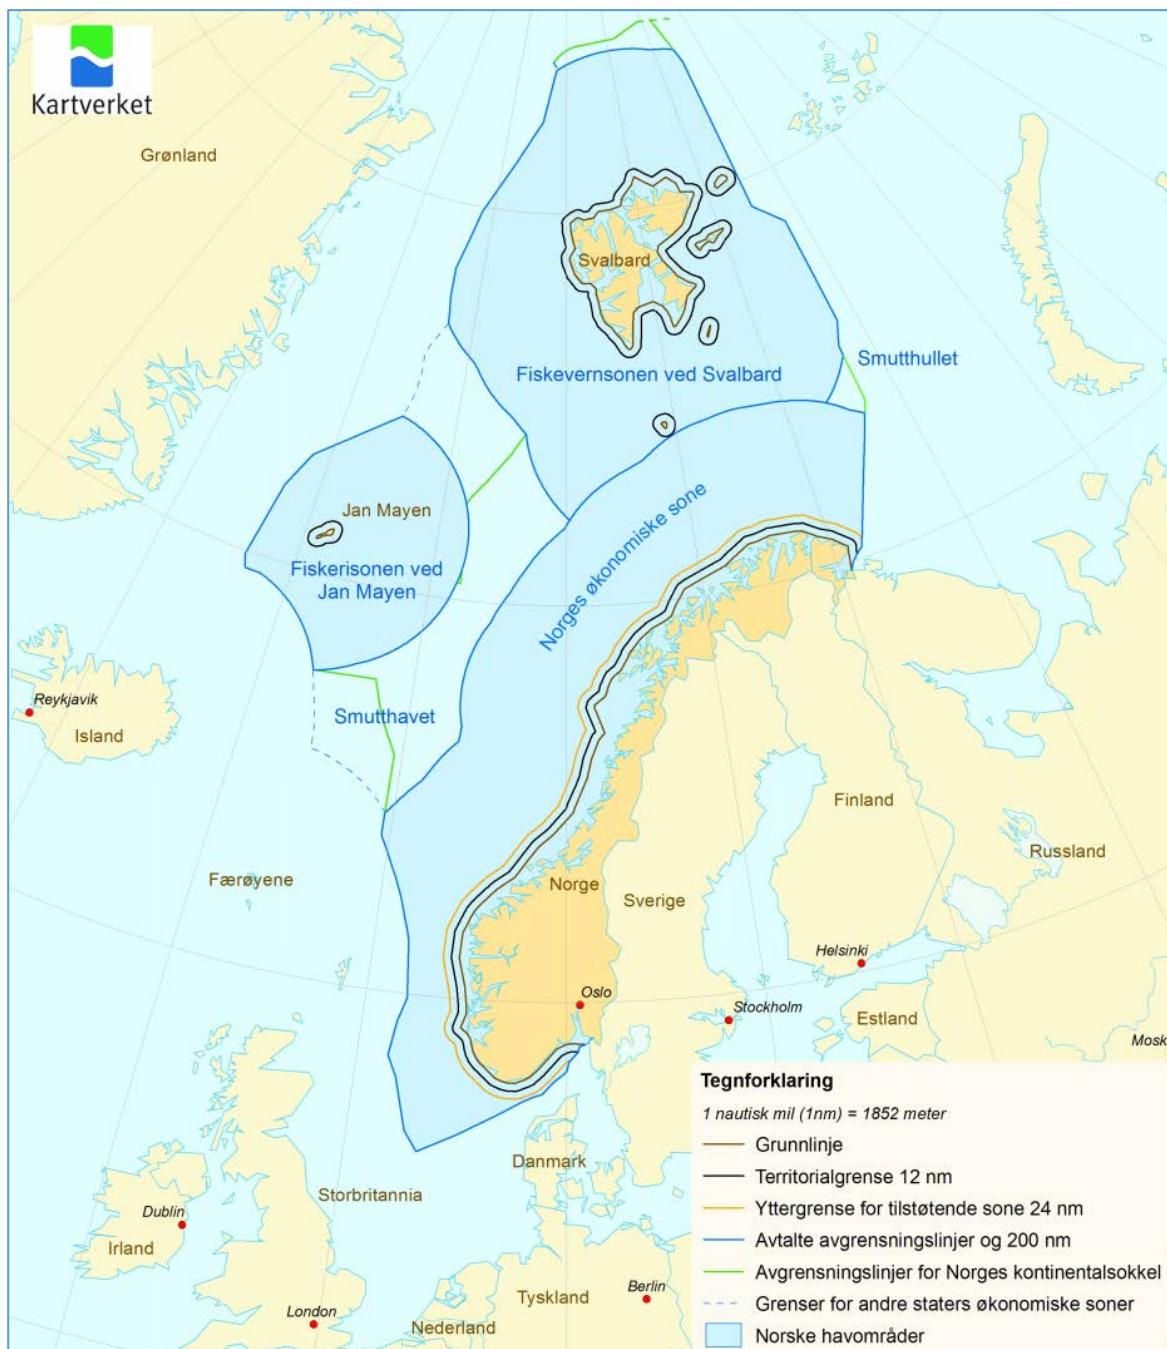 Kartverket
Grønland
Svalbard
Fiskevernsonen ved Svalbard
Smutthullet
Jan Mayen
Fiskerisonen ved
Jan Mayen
Norges økonomiske sone
Reykjavik
Island
Smutthavet
Finland
Russland
Færøyene
Norge
Sverige
Helsinki
Oslo
Stockholm
Estland
Mosk
Danmark
Storbritannia
Dublin
Irland
London
Tyskland
Berlin
Nederland
Tegnforklaring
1 nautisk mil (1nm) = 1852 meter
Grunnlinje
Territorialgrense 12 nm
Yttergrense for tilstøtende sone 24 nm
Avtalte avgrensningslinjer og 200 nm
Avgrensningslinjer for Norges kontinentalsokkel
Grenser for andre staters økonomiske soner
Norske havområder